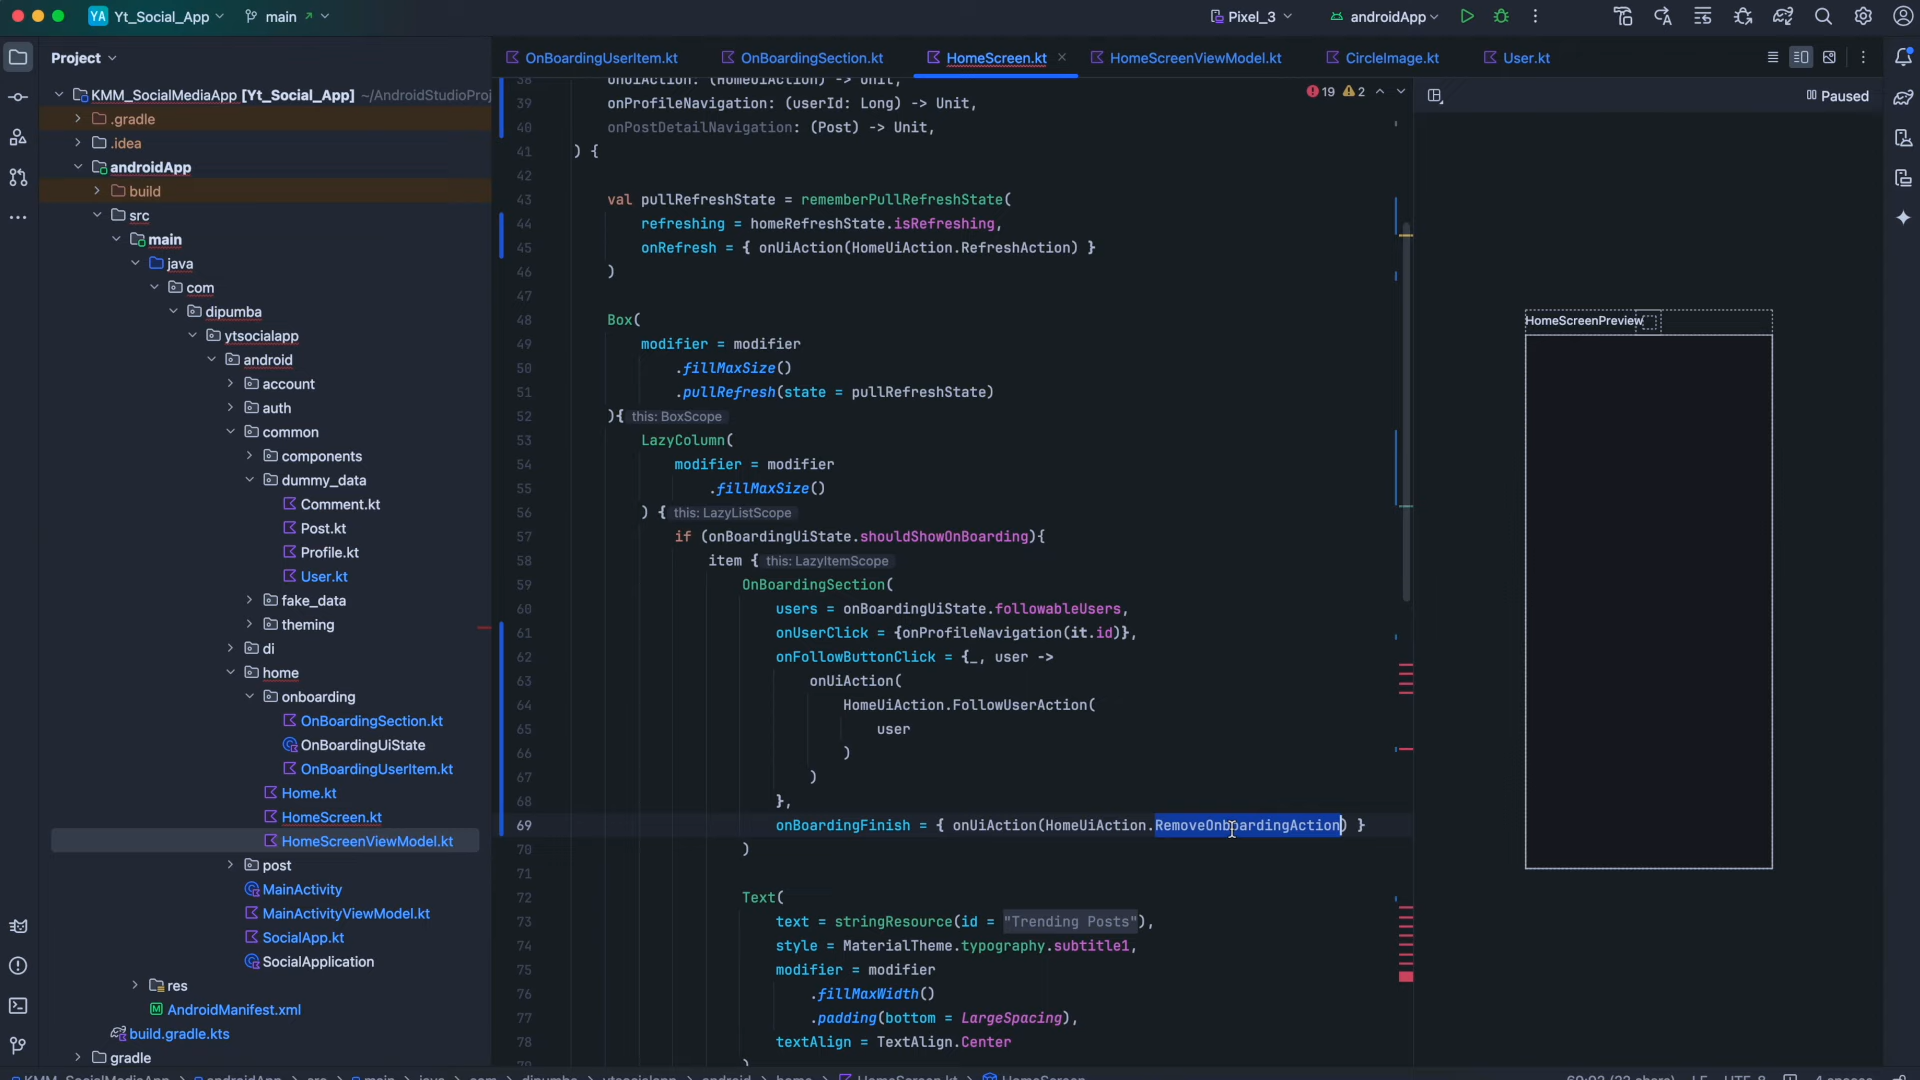 YA Yt_Social_App main Pixel_3 androidApp
Project
OnBoardingUserItem.kt OnBoardingSection.kt HomeScreen.kt HomeScreenViewModel.kt CircleImage.kt User.kt
19 2
Paused
KMM_SocialMediaApp [Yt_Social_App] ~/AndroidStudioProj
.gradle
.idea
androidApp
build
src
main
java
com
dipumba
ytsocialapp
android
account
auth
common
components
dummy_data
Comment.kt
Post.kt
Profile.kt
User.kt
fake_data
theming
di
home
onboarding
OnBoardingSection.kt
OnBoardingUiState
OnBoardingUserItem.kt
Home.kt
HomeScreen.kt
HomeScreenViewModel.kt
post
MainActivity
MainActivityViewModel.kt
SocialApp.kt
SocialApplication
res
AndroidManifest.xml
build.gradle.kts
gradle
38 onUiAction: (HomeUiAction) -> Unit,
39 onProfileNavigation: (userId: Long) -> Unit,
40 onPostDetailNavigation: (Post) -> Unit,
41 ) {
42
43 val pullRefreshState = rememberPullRefreshState(
44 refreshing = homeRefreshState.isRefreshing,
45 onRefresh = { onUiAction(HomeUiAction.RefreshAction) }
46 )
47
48 Box(
49 modifier = modifier
50 .fillMaxSize()
51 .pullRefresh(state = pullRefreshState)
52 ){ this: BoxScope
53 LazyColumn(
54 modifier = modifier
55 .fillMaxSize()
56 ) { this: LazyListScope
57 if (onBoardingUiState.shouldShowOnBoarding){
58 item { this: LazyItemScope
59 OnBoardingSection(
60 users = onBoardingUiState.followableUsers,
61 onUserClick = {onProfileNavigation(it.id)},
62 onFollowButtonClick = {_, user ->
63 onUiAction(
64 HomeUiAction.FollowUserAction(
65 user
66 )
67 )
68 },
69 onBoardingFinish = { onUiAction(HomeUiAction.RemoveOnboardingAction) }
70 )
71
72 Text(
73 text = stringResource(id = "Trending Posts"),
74 style = MaterialTheme.typography.subtitle1,
75 modifier = modifier
76 .fillMaxWidth()
77 .padding(bottom = LargeSpacing),
78 textAlign = TextAlign.Center
79 )
HomeScreenPreview